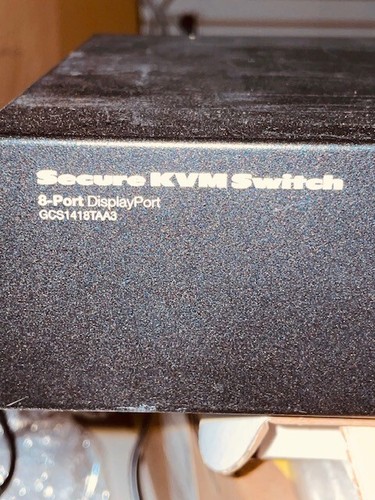 Secure KVM Switch
8-Port DisplayPort
GCS1418TAA3